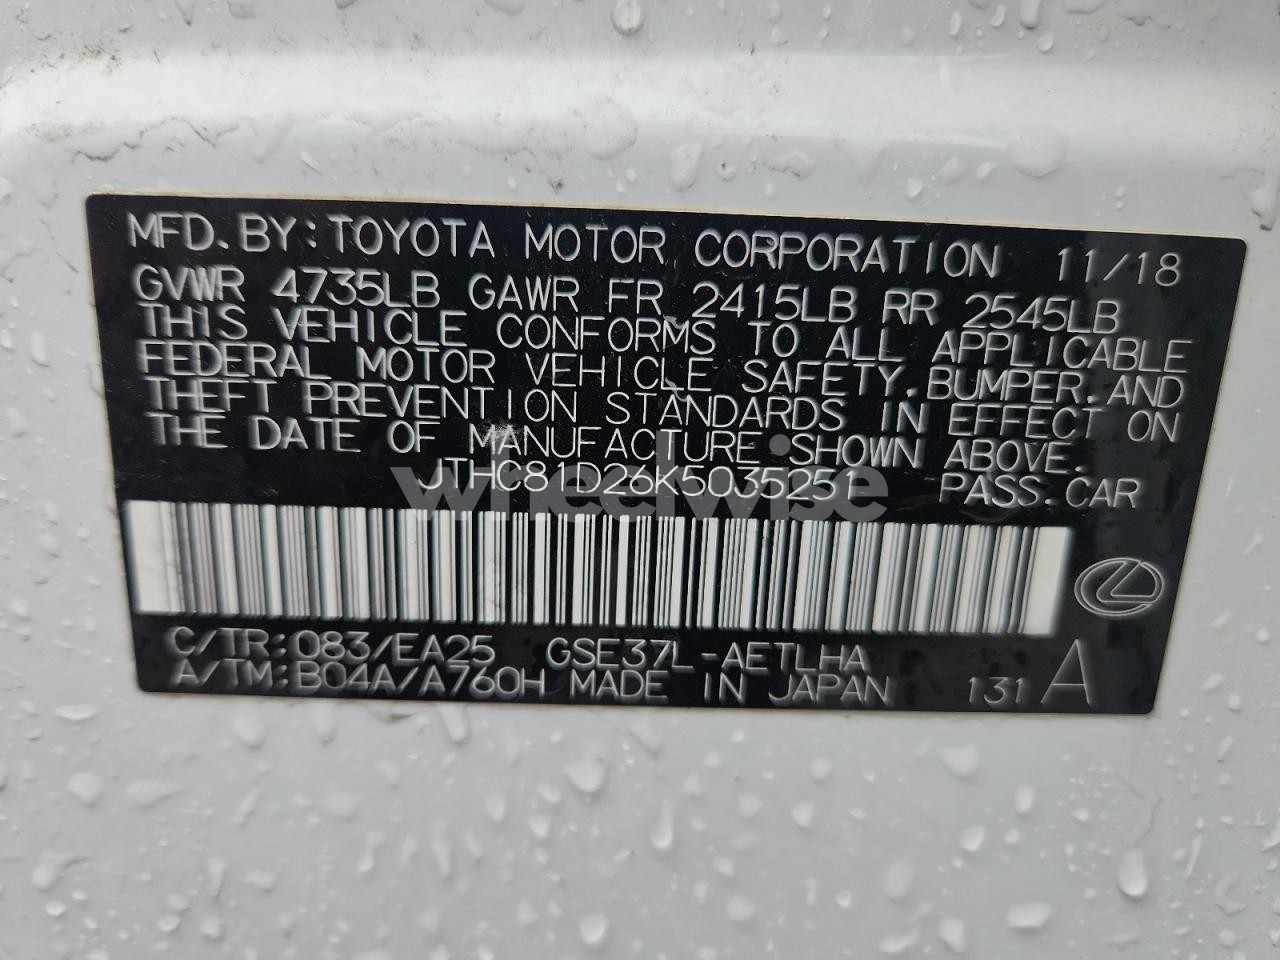 MFD.BY:TOYOTA MOTOR CORPORATION 11/18
GVWR 4735LB GAWR FR 2415LB RR 2545LB
THIS VEHICLE CONFORMS TO ALL APPLICABLE
FEDERAL MOTOR VEHICLE SAFETY,BUMPER,AND
THEFT PREVENTION STANDARDS IN EFFECT ON
THE DATE OF MANUFACTURE SHOWN ABOVE.
JTHC81D26K5035251 PASS.CAR
wheelwise
C/TR:083/EA25 GSE37L-AETLHA
A/TM:B04A/A760H MADE IN JAPAN 131 A